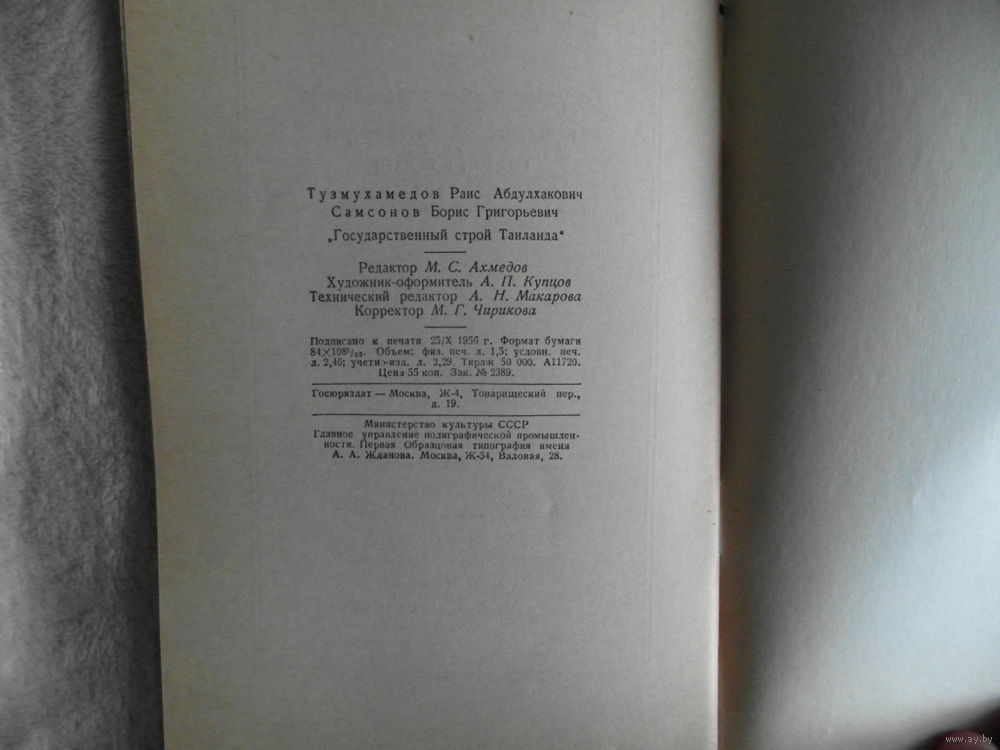 Тузмухамедов Раис Абдулхакович
Самсонов Борис Григорьевич
„Государственный строй Таиланда“
Редактор М. С. Ахмедов
Художник-оформитель А. П. Купцов
Технический редактор А. Н. Макарова
Корректор М. Г. Чирикова
Подписано к печати 25/X 1956 г. Формат бумаги
84×108¹/₃₂. Объем: физ. печ. л. 1,5; условн. печ.
л. 2,46; учетно-изд. л. 2,29. Тираж 50 000. А11720.
Цена 55 коп. Зак. № 2389.
Госюриздат — Москва, Ж-4, Товарищеский пер.,
д. 19.
Министерство культуры СССР
Главное управление полиграфической промышлен-
ности. Первая Образцовая типография имени
А. А. Жданова. Москва, Ж-54, Валовая, 28.
www.ay.by